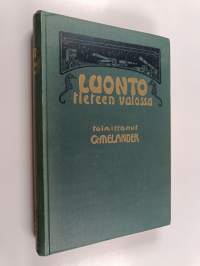 LUONTO
tieteen valossa
toimittanut
G. MELANDER